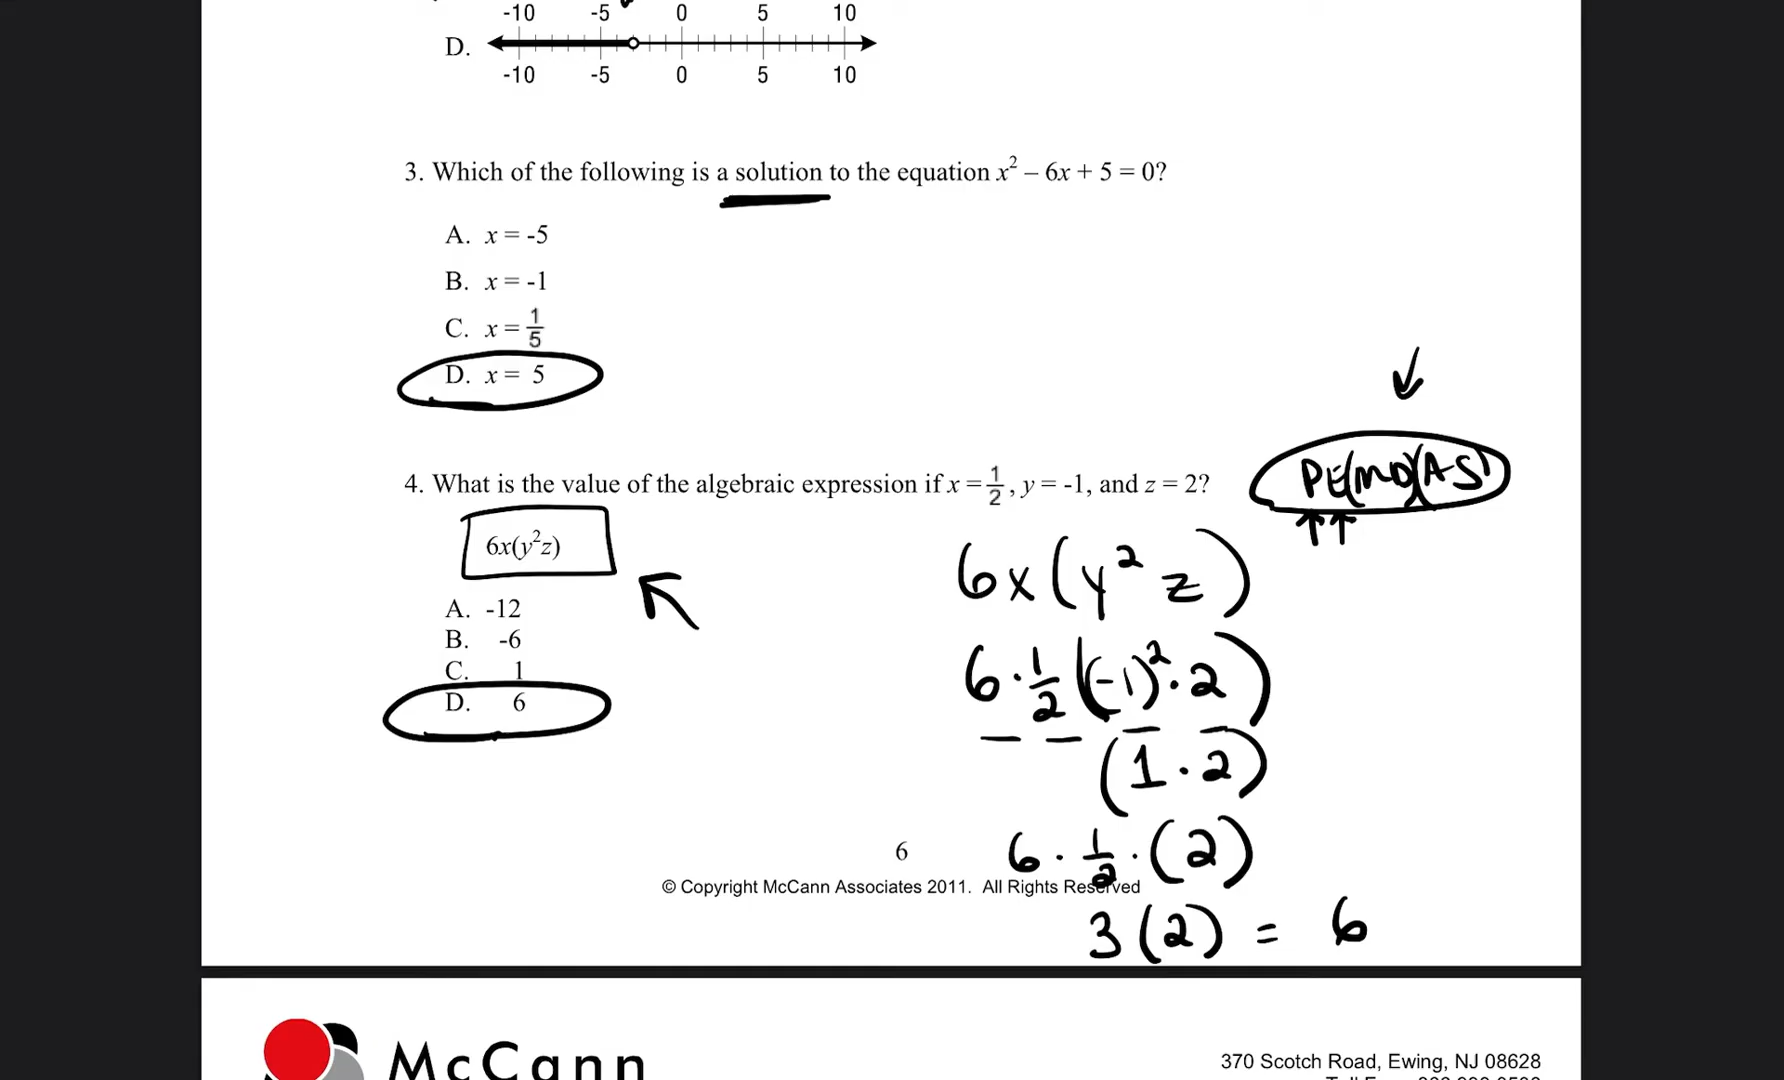 -10 -5 0 5 10
D.
-10 -5 0 5 10
3. Which of the following is a solution to the equation x² – 6x + 5 = 0?
A. x = -5
B. x = -1
C. x = 1/5
D. x = 5
PE(MD)(AS)
4. What is the value of the algebraic expression if x = 1/2, y = -1, and z = 2?
6x(y²z)
A. -12
B. -6
C. 1
D. 6
6x(y² z)
6 · 1/2 ((-1)² · 2)
(1 · 2)
6 · 1/2 · (2)
3(2) = 6
6
© Copyright McCann Associates 2011. All Rights Reserved
McCann
370 Scotch Road, Ewing, NJ 08628